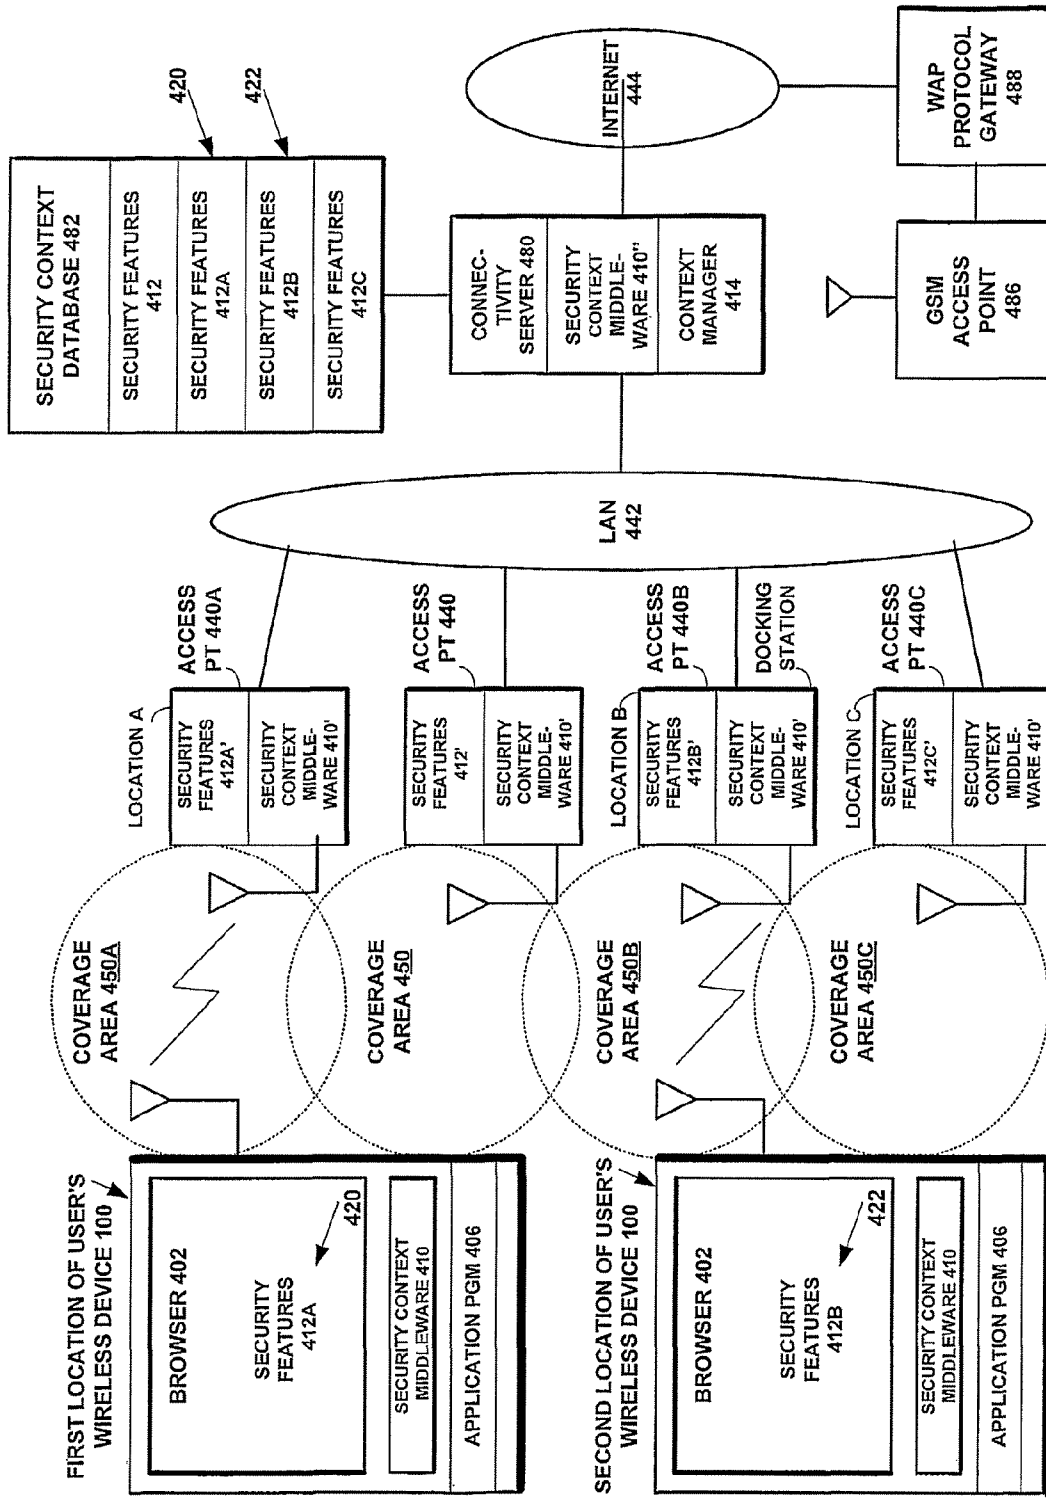 FIRST LOCATION OF USER'S
WIRELESS DEVICE 100
BROWSER 402
SECURITY
FEATURES
412A
420
SECURITY CONTEXT
MIDDLEWARE 410
APPLICATION PGM 406
SECOND LOCATION OF USER'S
WIRELESS DEVICE 100
BROWSER 402
SECURITY
FEATURES
412B
422
SECURITY CONTEXT
MIDDLEWARE 410
APPLICATION PGM 406
COVERAGE
AREA 450A
COVERAGE
AREA 450
COVERAGE
AREA 450B
COVERAGE
AREA 450C
LOCATION A
SECURITY
FEATURES
412A'
SECURITY
CONTEXT
MIDDLE-
WARE 410'
ACCESS
PT 440A
SECURITY
FEATURES
412'
SECURITY
CONTEXT
MIDDLE-
WARE 410'
ACCESS
PT 440
LOCATION B
SECURITY
FEATURES
412B'
SECURITY
CONTEXT
MIDDLE-
WARE 410'
ACCESS
PT 440B
DOCKING
STATION
LOCATION C
SECURITY
FEATURES
412C'
SECURITY
CONTEXT
MIDDLE-
WARE 410'
ACCESS
PT 440C
LAN
442
SECURITY CONTEXT
DATABASE 482
SECURITY FEATURES
412
SECURITY FEATURES
412A
SECURITY FEATURES
412B
SECURITY FEATURES
412C
420
422
CONNEC-
TIVITY
SERVER 480
SECURITY
CONTEXT
MIDDLE-
WARE 410"
CONTEXT
MANAGER
414
INTERNET
444
GSM
ACCESS
POINT
486
WAP
PROTOCOL
GATEWAY
488